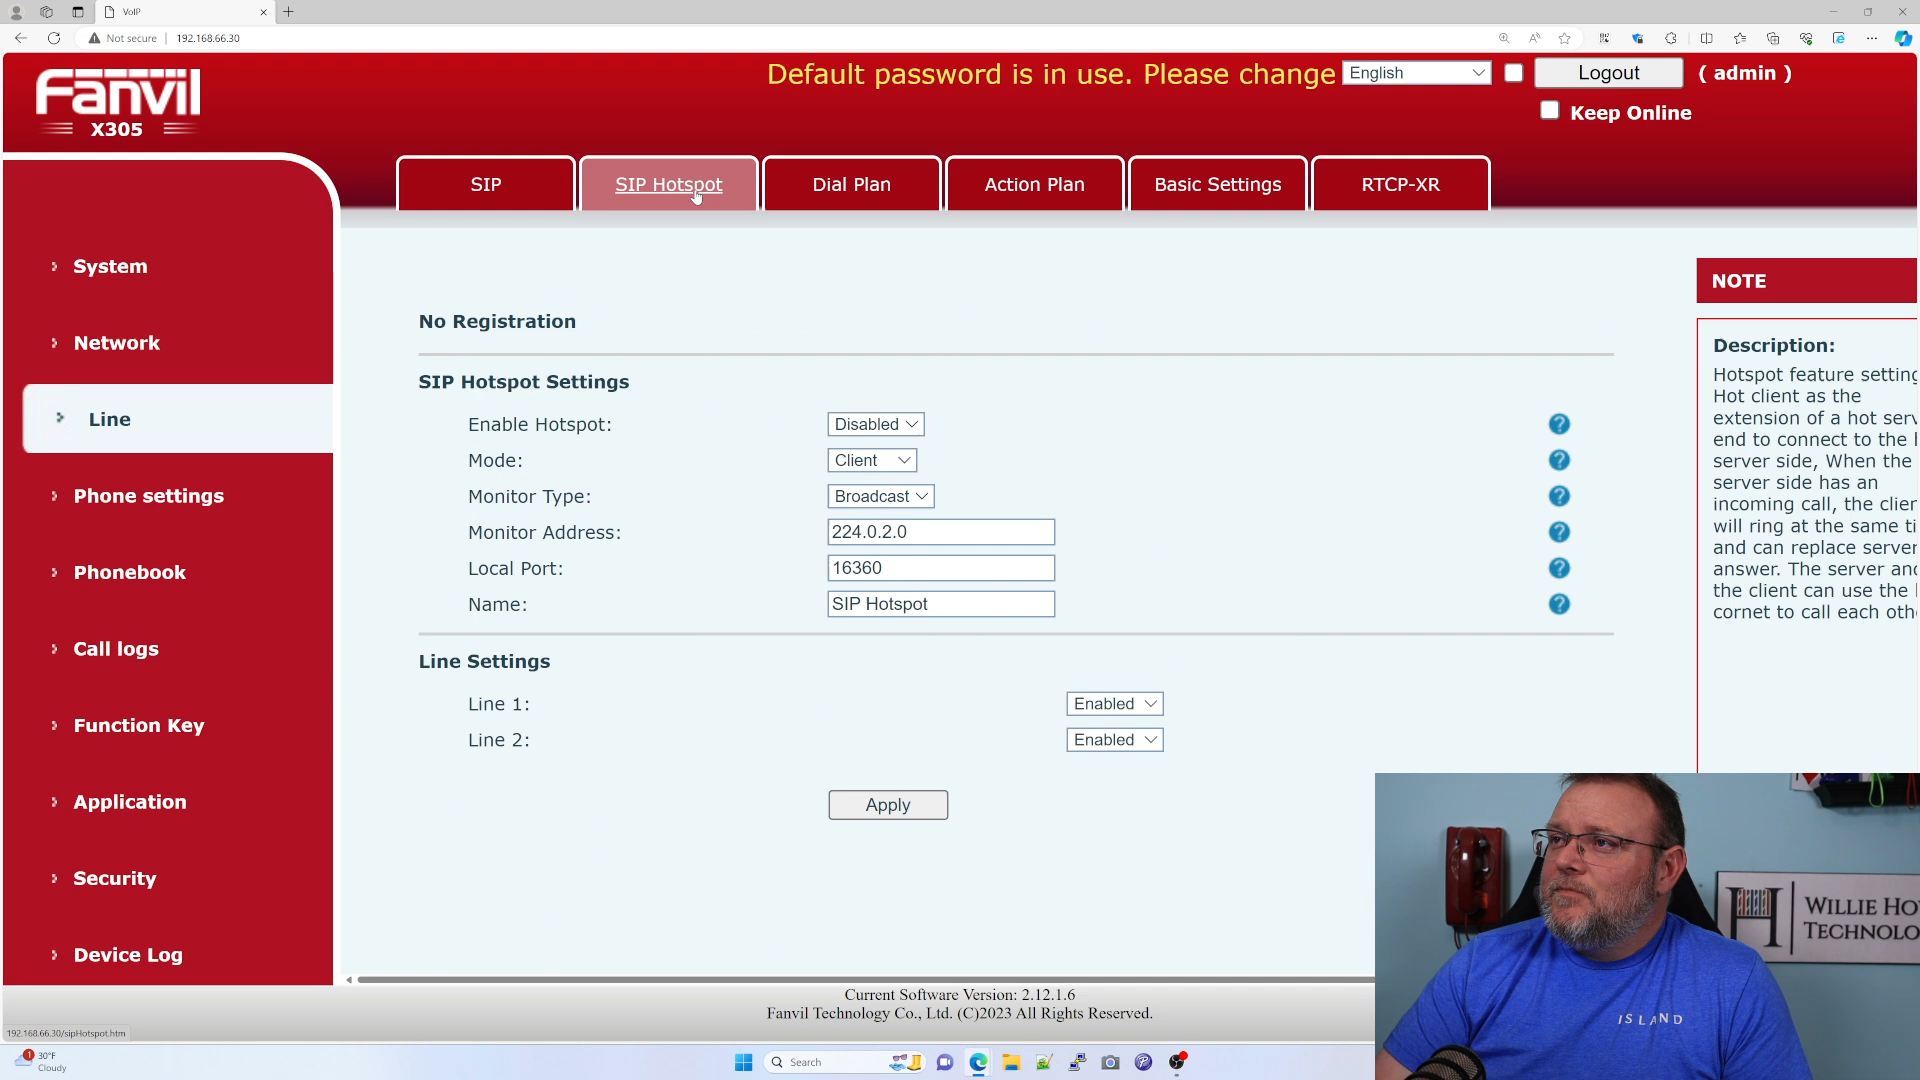 VoIP
Not secure
192.168.66.30
Fanvil
X305
Default password is in use. Please change
English
Logout
( admin )
Keep Online
SIP
SIP Hotspot
Dial Plan
Action Plan
Basic Settings
RTCP-XR
System
Network
Line
Phone settings
Phonebook
Call logs
Function Key
Application
Security
Device Log
No Registration
SIP Hotspot Settings
Enable Hotspot:
Disabled
?
Mode:
Client
?
Monitor Type:
Broadcast
?
Monitor Address:
224.0.2.0
?
Local Port:
16360
?
Name:
SIP Hotspot
?
Line Settings
Line 1:
Enabled
Line 2:
Enabled
Apply
NOTE
Description:
Hotspot feature setting
Hot client as the
extension of a hot serv
end to connect to the
server side, When the
server side has an
incoming call, the clier
will ring at the same ti
and can replace server
answer. The server and
the client can use the
cornet to call each oth
WILLIE HO
TECHNOLO
ISLAND
Current Software Version: 2.12.1.6
Fanvil Technology Co., Ltd. (C)2023 All Rights Reserved.
192.168.66.30/sipHotspot.htm
1
30°F
Cloudy
Search